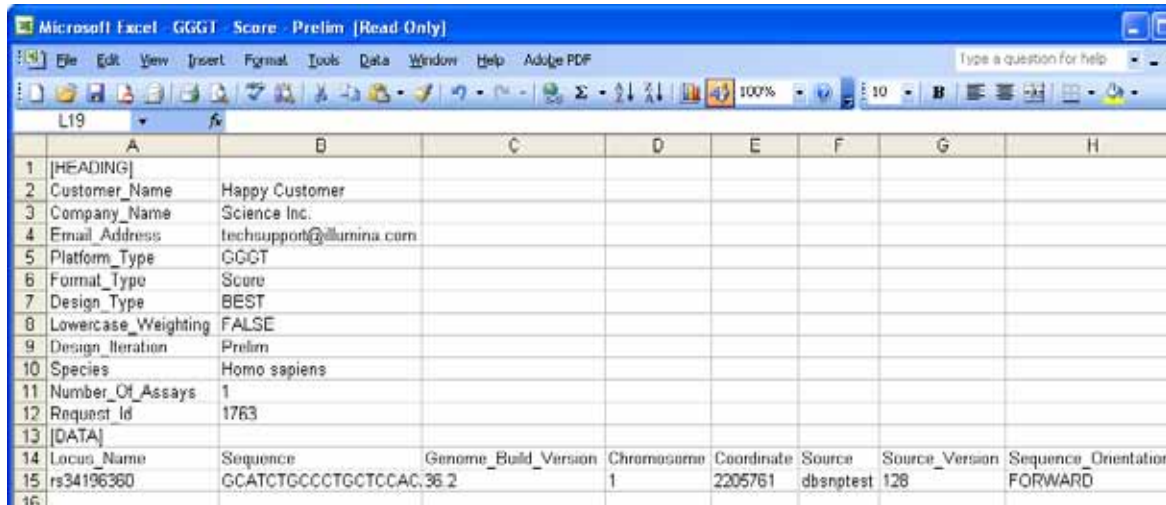 Microsoft Excel - GGGT - Score - Prelim [Read-Only]
File Edit View Insert Format Tools Data Window Help Adobe PDF Type a question for help
100% 10 B
L19 fx
A B C D E F G H
1 [HEADING]
2 Customer_Name Happy Customer
3 Company_Name Science Inc.
4 Email_Address techsupport@illumina.com
5 Platform_Type GGGT
6 Format_Type Score
7 Design_Type BEST
8 Lowercase_Weighting FALSE
9 Design_Iteration Prelim
10 Species Homo sapiens
11 Number_Of_Assays 1
12 Request_Id 1763
13 [DATA]
14 Locus_Name Sequence Genome_Build_Version Chromosome Coordinate Source Source_Version Sequence_Orientation
15 rs34196360 GCATCTGCCCTGCTCCAC 36.2 1 2205761 dbsnptest 128 FORWARD
16